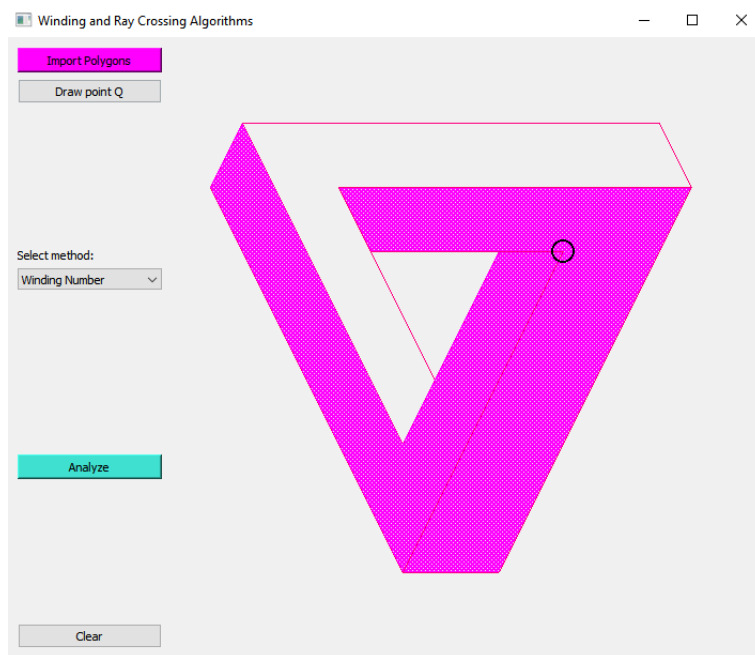 Winding and Ray Crossing Algorithms
Import Polygons
Draw point Q
Select method:
Winding Number
Analyze
Clear